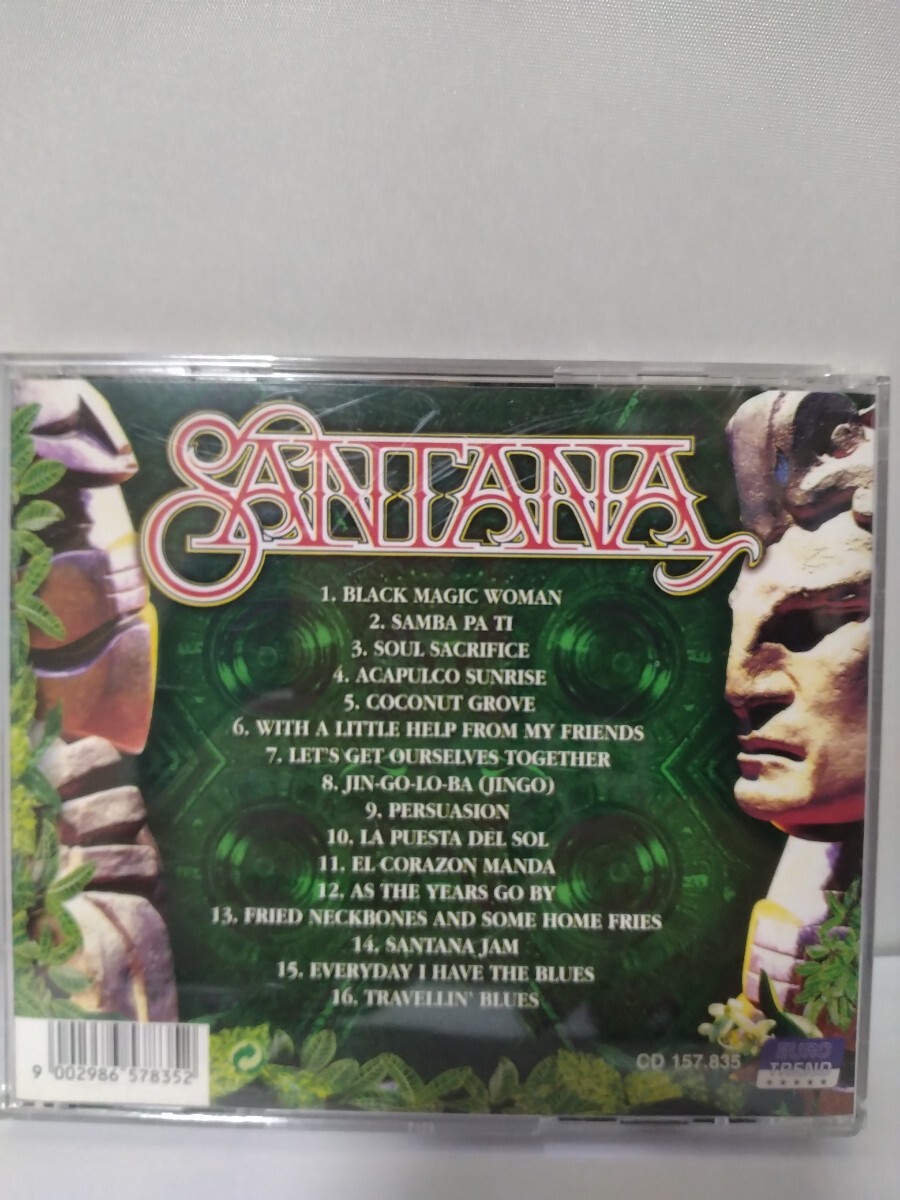 SANTANA
1. BLACK MAGIC WOMAN
2. SAMBA PA TI
3. SOUL SACRIFICE
4. ACAPULCO SUNRISE
5. COCONUT GROVE
6. WITH A LITTLE HELP FROM MY FRIENDS
7. LET'S GET OURSELVES TOGETHER
8. JIN-GO-LO-BA (JINGO)
9. PERSUASION
10. LA PUESTA DEL SOL
11. EL CORAZON MANDA
12. AS THE YEARS GO BY
13. FRIED NECKBONES AND SOME HOME FRIES
14. SANTANA JAM
15. EVERYDAY I HAVE THE BLUES
16. TRAVELLIN' BLUES
9 002986 578352
CD 157.835
EURO
TREND